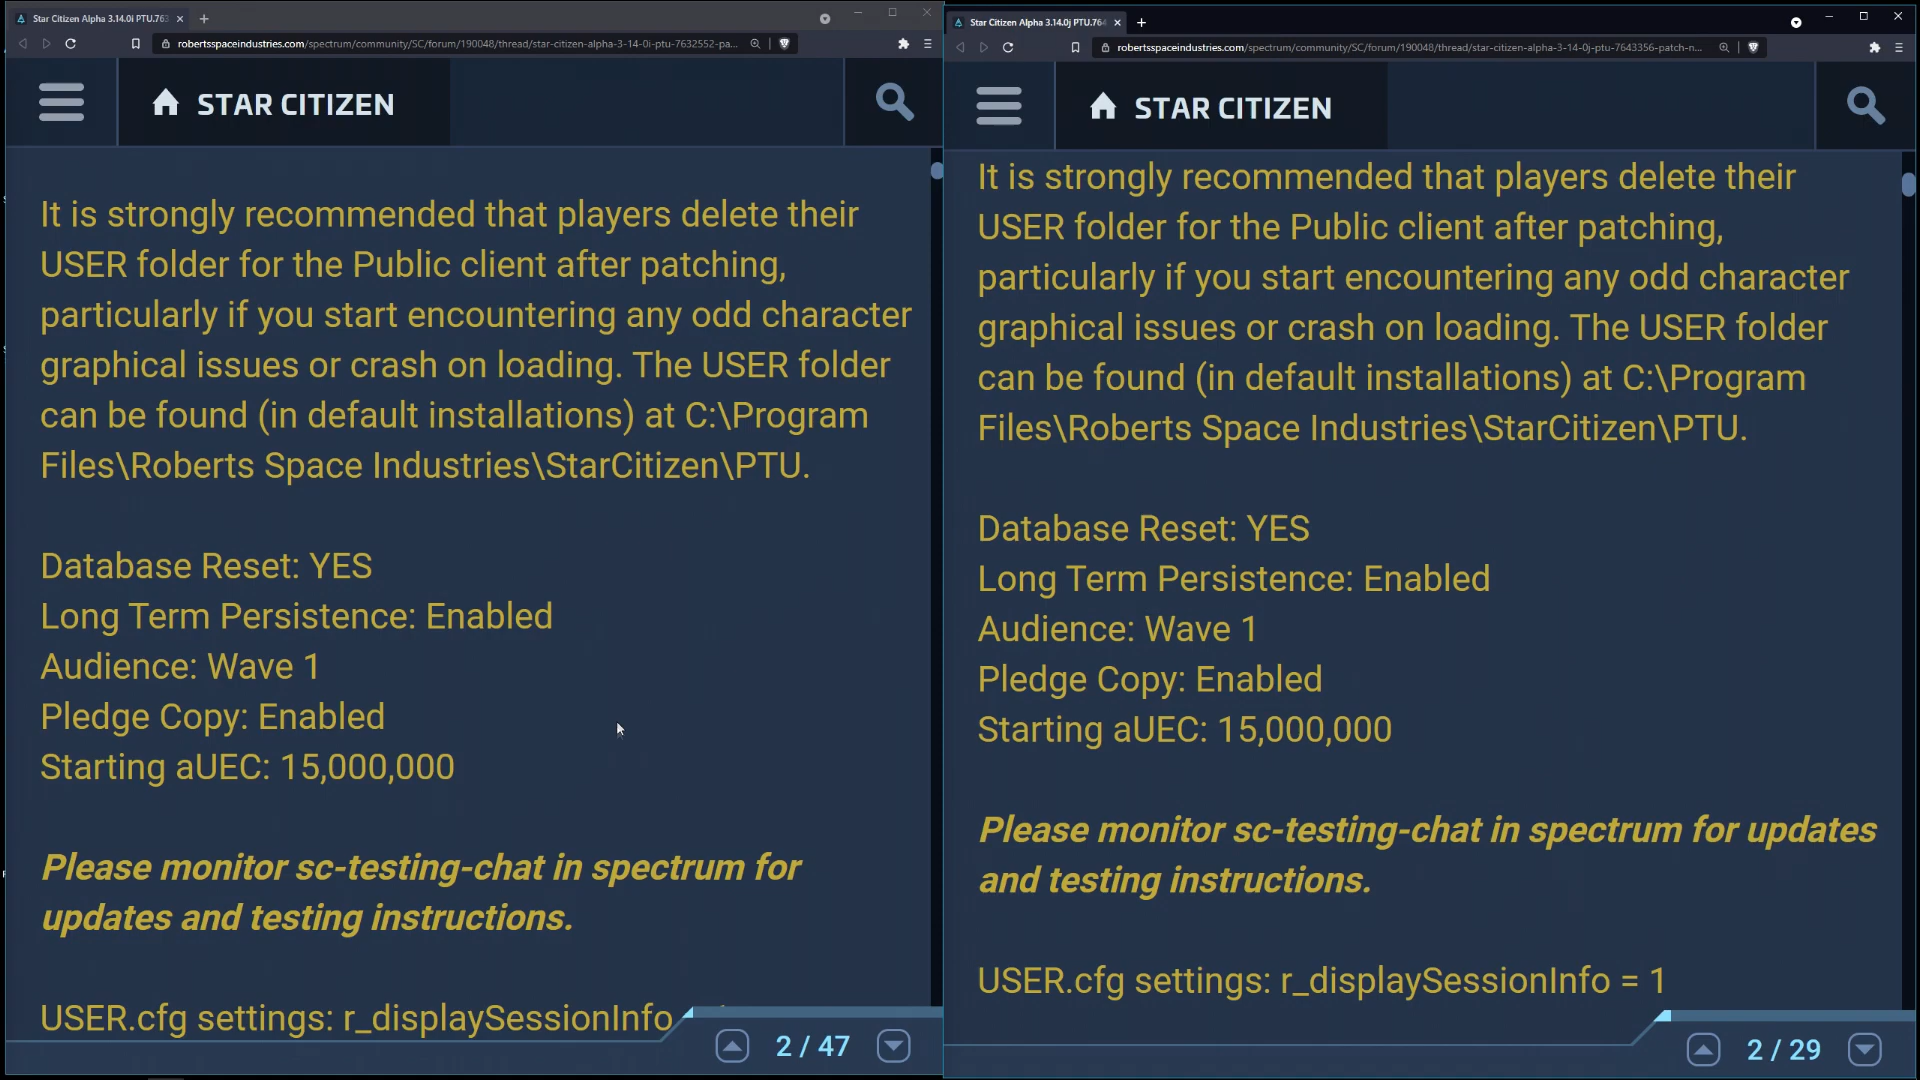 Star Citizen Alpha 3.14.0i PTU.763
robertsspaceindustries.com/spectrum/community/SC/forum/190048/thread/star-citizen-alpha-3-14-0i-ptu-7632552-pa...
STAR CITIZEN
It is strongly recommended that players delete their
USER folder for the Public client after patching,
particularly if you start encountering any odd character
graphical issues or crash on loading. The USER folder
can be found (in default installations) at C:\Program
Files\Roberts Space Industries\StarCitizen\PTU.
Database Reset: YES
Long Term Persistence: Enabled
Audience: Wave 1
Pledge Copy: Enabled
Starting aUEC: 15,000,000
Please monitor sc-testing-chat in spectrum for
updates and testing instructions.
USER.cfg settings: r_displaySessionInfo
2 / 47
Star Citizen Alpha 3.14.0j PTU.764
robertsspaceindustries.com/spectrum/community/SC/forum/190048/thread/star-citizen-alpha-3-14-0j-ptu-7643356-patch-n...
STAR CITIZEN
It is strongly recommended that players delete their
USER folder for the Public client after patching,
particularly if you start encountering any odd character
graphical issues or crash on loading. The USER folder
can be found (in default installations) at C:\Program
Files\Roberts Space Industries\StarCitizen\PTU.
Database Reset: YES
Long Term Persistence: Enabled
Audience: Wave 1
Pledge Copy: Enabled
Starting aUEC: 15,000,000
Please monitor sc-testing-chat in spectrum for updates
and testing instructions.
USER.cfg settings: r_displaySessionInfo = 1
2 / 29